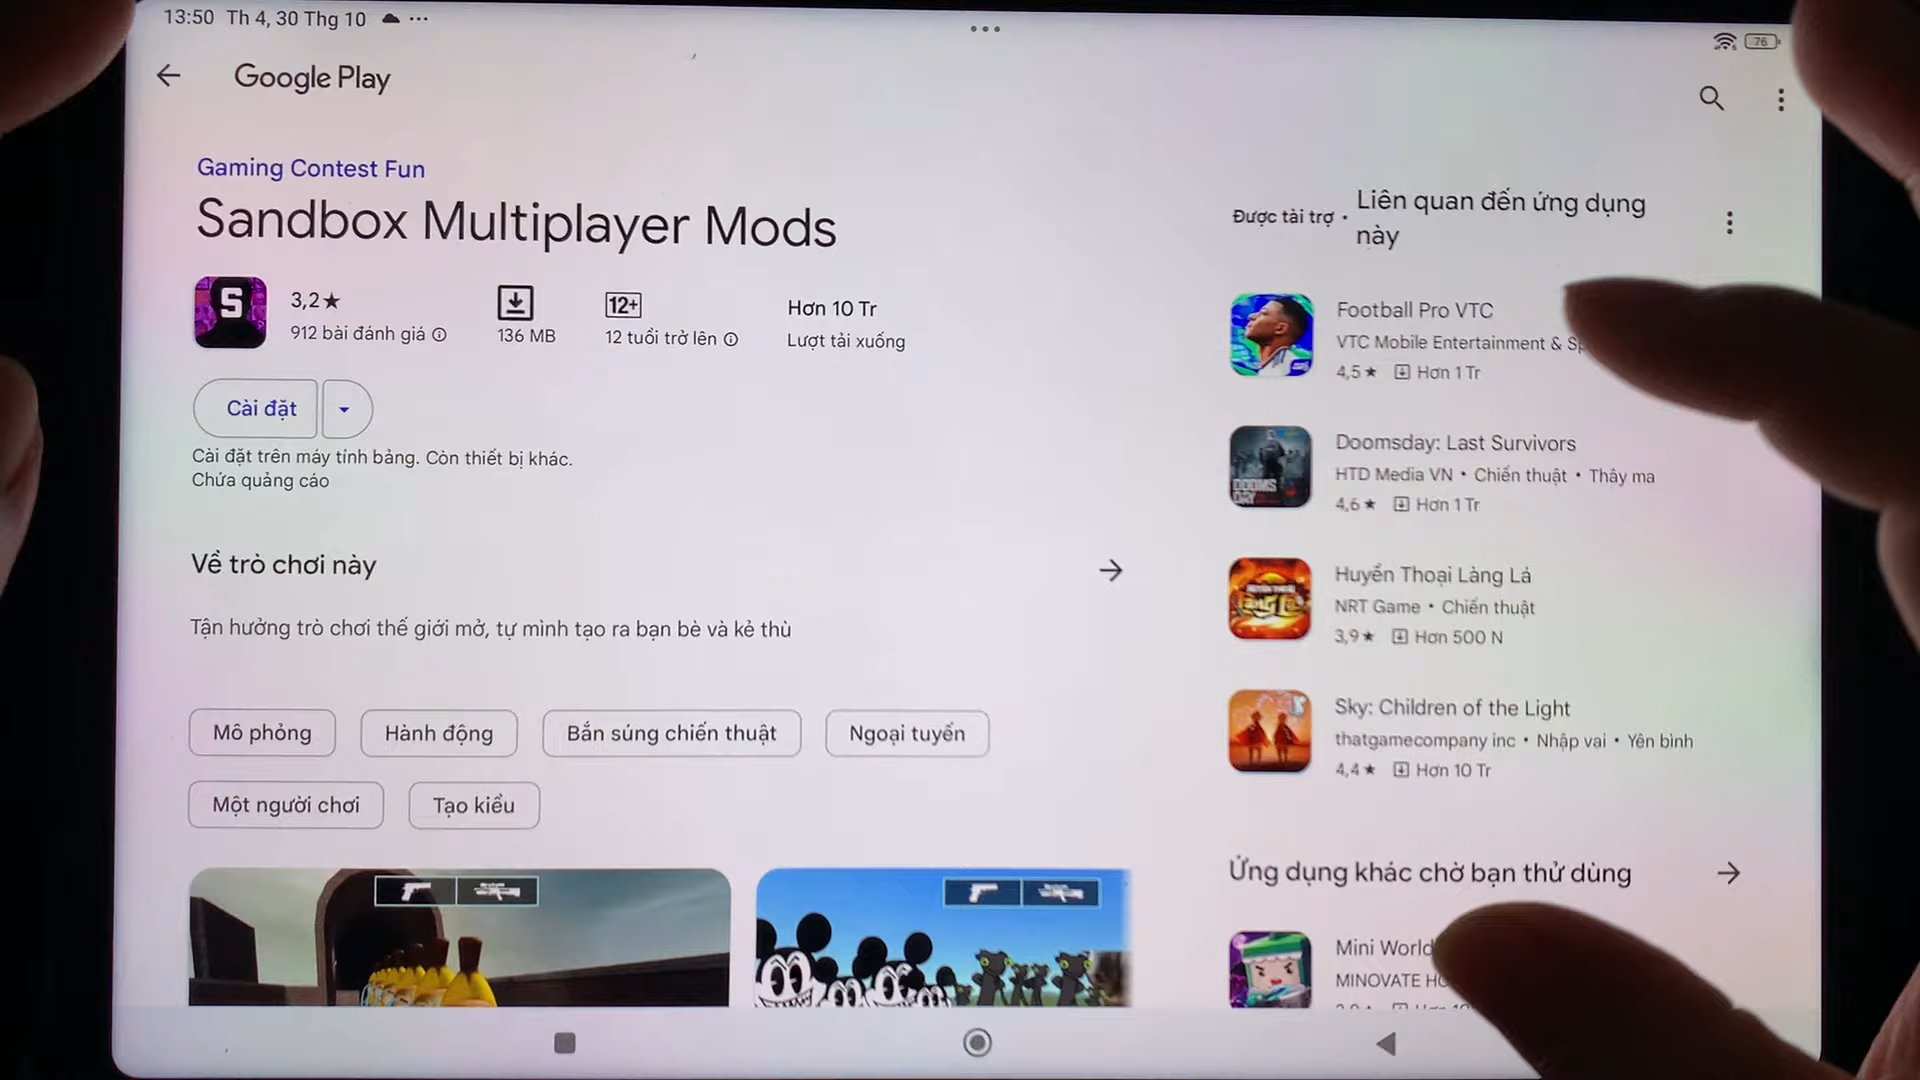 13:50 Th 4, 30 Thg 10
76
Google Play
Gaming Contest Fun
Sandbox Multiplayer Mods
S
3,2★
912 bài đánh giá
136 MB
12+
12 tuổi trở lên
Hơn 10 Tr
Lượt tải xuống
Cài đặt
Cài đặt trên máy tính bảng. Còn thiết bị khác.
Chứa quảng cáo
Về trò chơi này
Tận hưởng trò chơi thế giới mở, tự mình tạo ra bạn bè và kẻ thù
Mô phỏng
Hành động
Bắn súng chiến thuật
Ngoại tuyến
Một người chơi
Tạo kiểu
Được tài trợ •
Liên quan đến ứng dụng
này
Football Pro VTC
VTC Mobile Entertainment &
4,5★ Hơn 1 Tr
DOOMS
DAY
Doomsday: Last Survivors
HTD Media VN • Chiến thuật • Thây ma
4,6★ Hơn 1 Tr
Huyền Thoại Làng Lá
NRT Game • Chiến thuật
3,9★ Hơn 500 N
Sky: Children of the Light
thatgamecompany inc • Nhập vai • Yên bình
4,4★ Hơn 10 Tr
Ứng dụng khác chờ bạn thử dùng
Mini World
MINOVATE